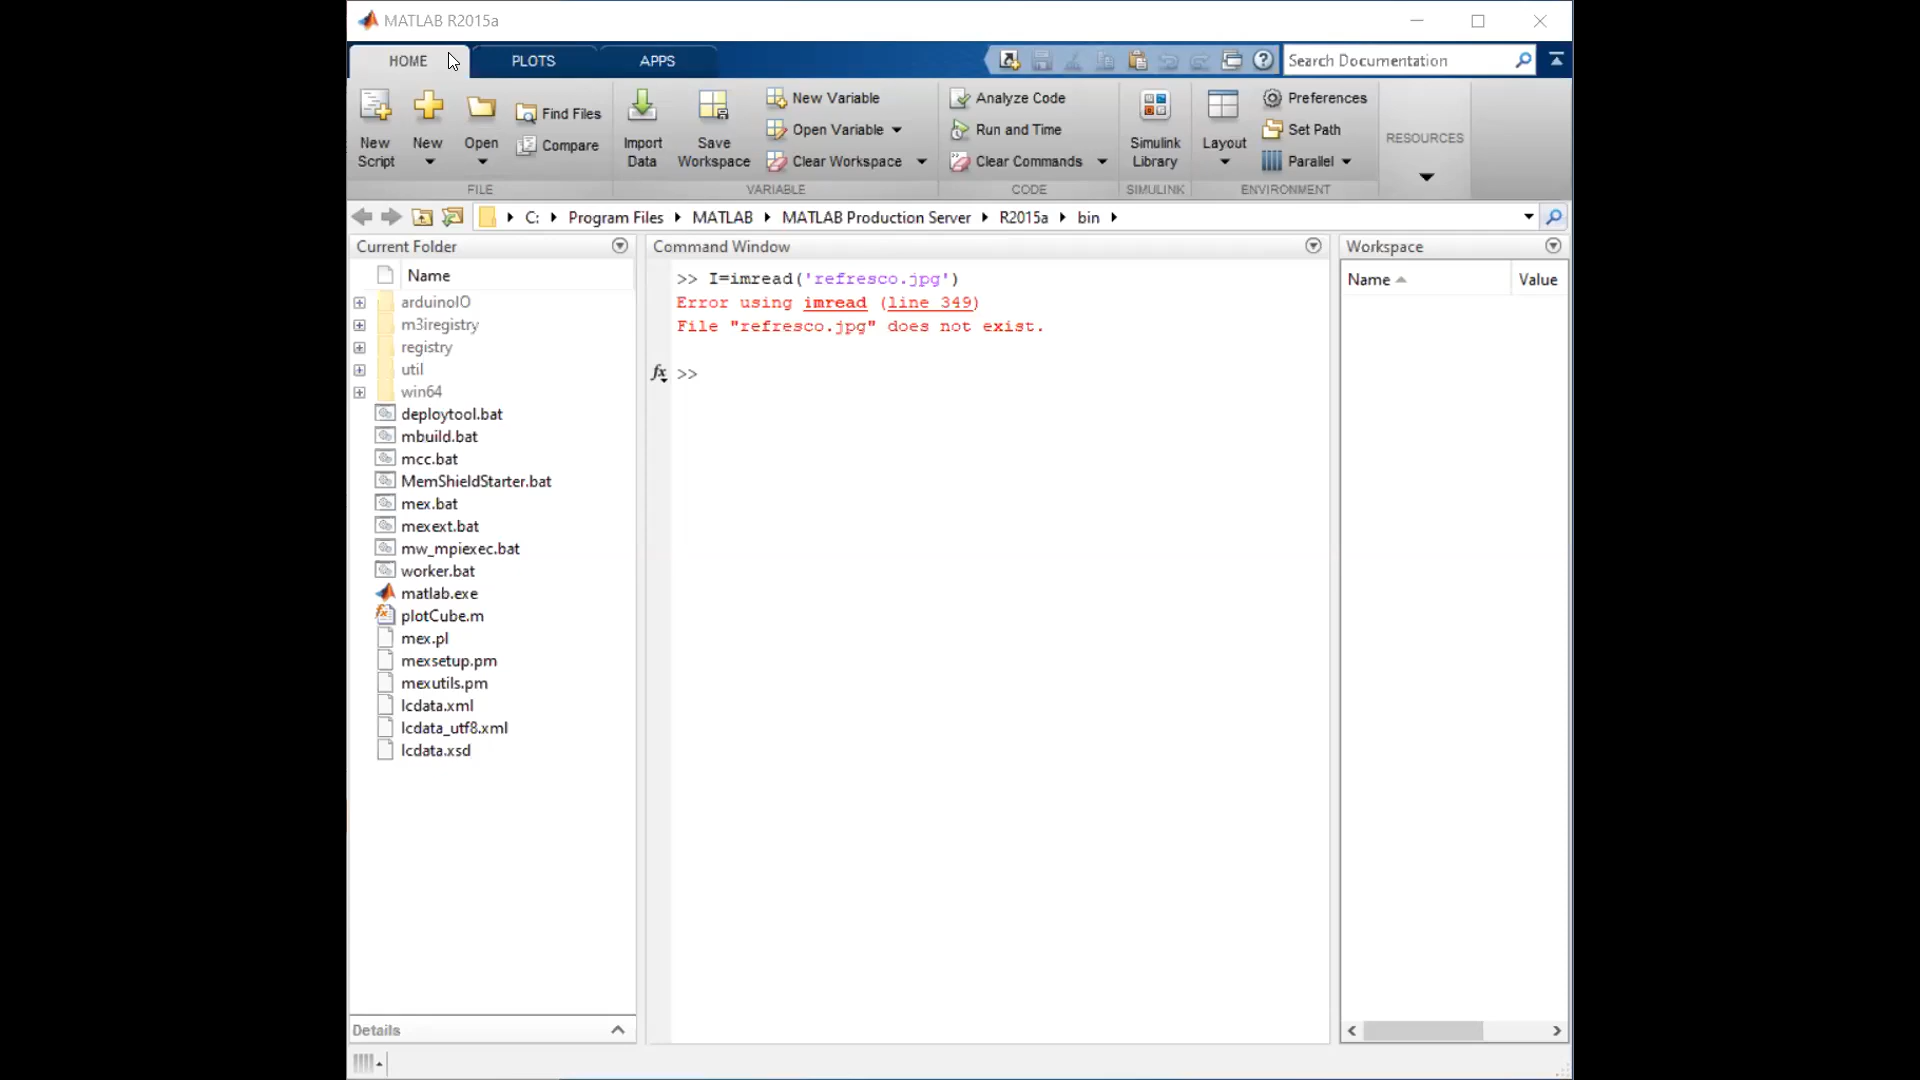 MATLAB R2015a
HOME
PLOTS
APPS
Search Documentation
New Script
New
Open
Find Files
Compare
FILE
Import Data
Save Workspace
New Variable
Open Variable
Clear Workspace
VARIABLE
Analyze Code
Run and Time
Clear Commands
CODE
Simulink Library
SIMULINK
Layout
Preferences
Set Path
Parallel
ENVIRONMENT
RESOURCES
C: Program Files MATLAB MATLAB Production Server R2015a bin
Current Folder
Name
arduinoIO
m3iregistry
registry
util
win64
deploytool.bat
mbuild.bat
mcc.bat
MemShieldStarter.bat
mex.bat
mexext.bat
mw_mpiexec.bat
worker.bat
matlab.exe
plotCube.m
mex.pl
mexsetup.pm
mexutils.pm
lcdata.xml
lcdata_utf8.xml
lcdata.xsd
Details
Command Window
>> I=imread('refresco.jpg')
Error using imread (line 349)
File "refresco.jpg" does not exist.
fx >>
Workspace
Name Value